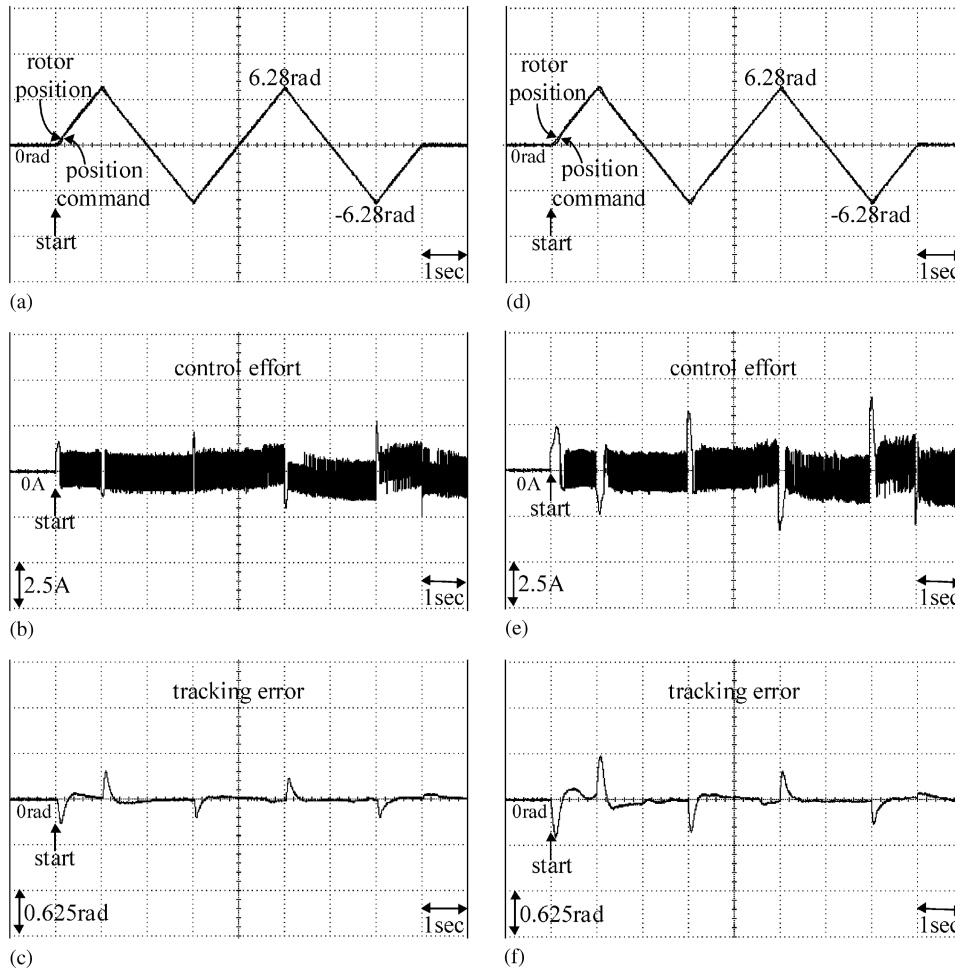 rotor
position
6.28rad
0rad
position
command
start
-6.28rad
1sec
(a)
rotor
position
6.28rad
0rad
position
command
start
-6.28rad
1sec
(d)
control effort
0A
start
2.5A
1sec
(b)
control effort
0A
start
2.5A
1sec
(e)
tracking error
0rad
start
0.625rad
1sec
(c)
tracking error
0rad
start
0.625rad
1sec
(f)